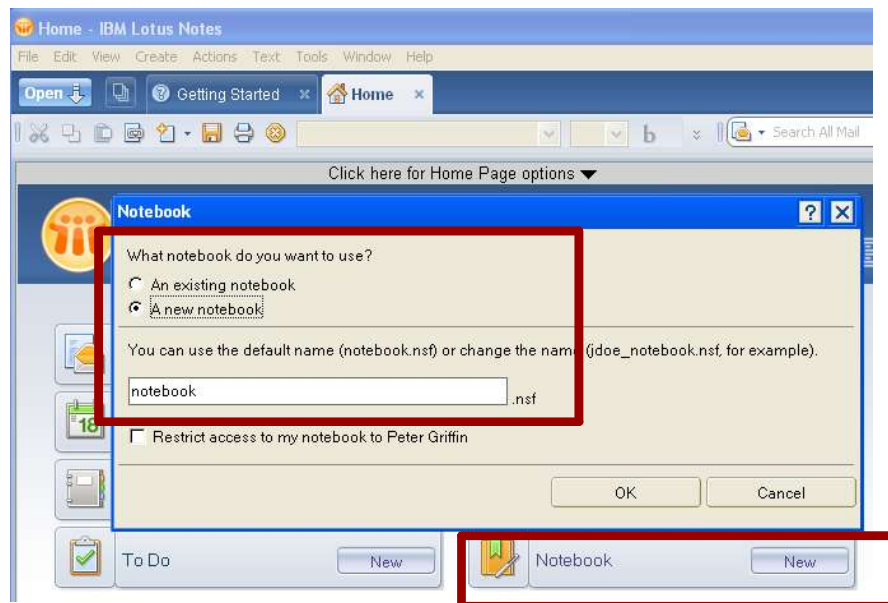 Home - IBM Lotus Notes
File Edit View Create Actions Text Tools Window Help
Open Getting Started × Home ×
b Search All Mail
Click here for Home Page options
Notebook ? X
What notebook do you want to use?
An existing notebook
A new notebook
You can use the default name (notebook.nsf) or change the name (jdoe_notebook.nsf, for example).
notebook .nsf
18
Restrict access to my notebook to Peter Griffin
OK Cancel
To Do New Notebook New